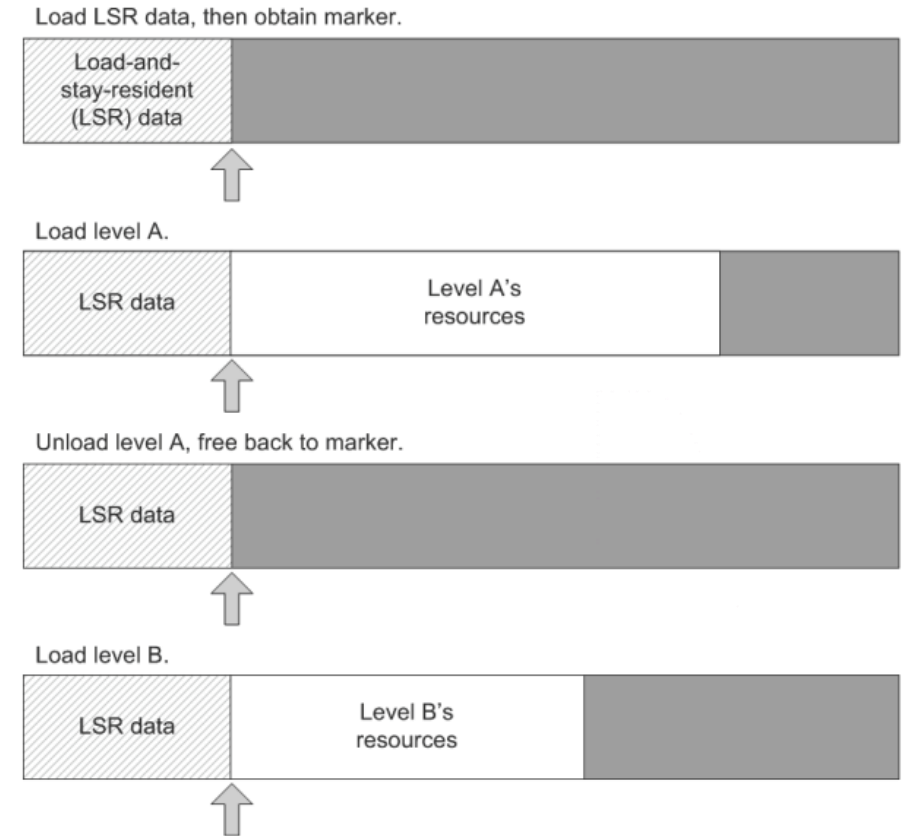 Load LSR data, then obtain marker.
Load-and-
stay-resident
(LSR) data
Load level A.
LSR data
Level A’s
resources
Unload level A, free back to marker.
LSR data
Load level B.
LSR data
Level B’s
resources